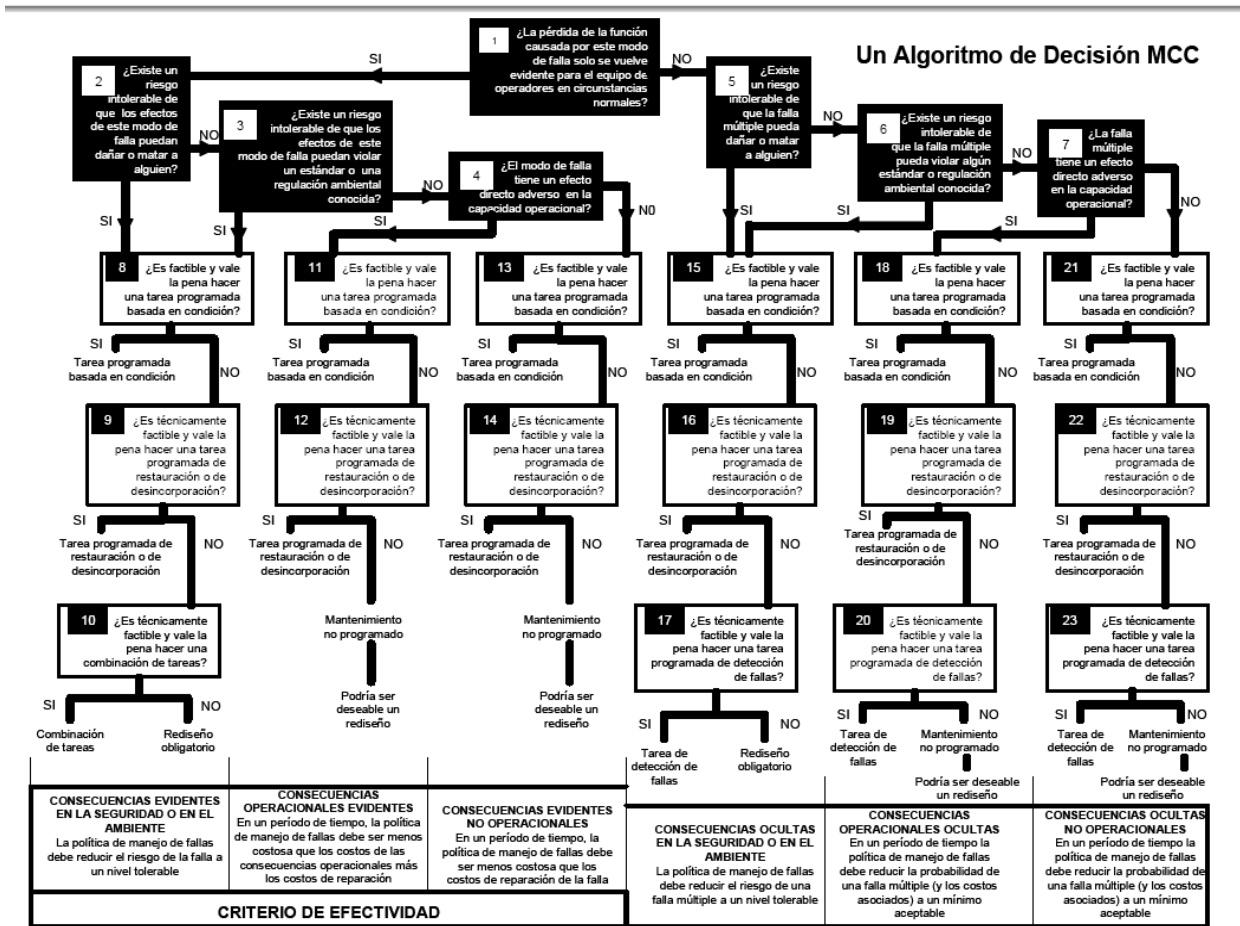 Un Algoritmo de Decisión MCC
1
¿La pérdida de la función
causada por este modo
de falla solo se vuelve
evidente para el equipo de
operadores en circunstancias
normales?
SI
NO
2
¿Existe un
riesgo
intolerable de
que los efectos
de este modo de
falla puedan
dañar o matar a
alguien?
NO
SI
3
¿Existe un riesgo
intolerable de que los
efectos de este
modo de falla puedan violar
un estándar o una
regulación ambiental
conocida?
NO
SI
4
¿El modo de falla
tiene un efecto
directo adverso en la
capacidad operacional?
SI
N0
5
¿Existe
un riesgo
intolerable de
que la falla
múltiple pueda
dañar o matar
a alguien?
NO
SI
6
¿Existe un riesgo
intolerable de
que la falla múltiple
pueda violar algún
estándar o regulación
ambiental conocida?
NO
SI
7
¿La falla
múltiple
tiene un efecto
directo adverso
en la capacidad
operacional?
SI
NO
8
¿Es factible y vale
la pena hacer
una tarea programada
basada en condición?
SI
Tarea programada
basada en condición
NO
11
¿Es factible y vale
la pena hacer
una tarea programada
basada en condición?
SI
Tarea programada
basada en condición
NO
13
¿Es factible y vale
la pena hacer
una tarea programada
basada en condición?
SI
Tarea programada
basada en condición
NO
15
¿Es factible y vale
la pena hacer
una tarea programada
basada en condición?
SI
Tarea programada
basada en condición
NO
18
¿Es factible y vale
la pena hacer
una tarea programada
basada en condición?
SI
Tarea programada
basada en condición
NO
21
¿Es factible y vale
la pena hacer
una tarea programada
basada en condición?
SI
Tarea programada
basada en condición
NO
9
¿Es técnicamente
factible y vale la
pena hacer una tarea
programada de
restauración o de
desincorporación?
SI
Tarea programada de
restauración o de
desincorporación
NO
12
¿Es técnicamente
factible y vale la
pena hacer una tarea
programada de
restauración o de
desincorporación?
SI
Tarea programada de
restauración o de
desincorporación
NO
14
¿Es técnicamente
factible y vale la
pena hacer una tarea
programada de
restauración o de
desincorporación?
SI
Tarea programada de
restauración o de
desincorporación
NO
16
¿Es técnicamente
factible y vale la
pena hacer una tarea
programada de
restauración o de
desincorporación?
SI
Tarea programada de
restauración o de
desincorporación
NO
19
¿Es técnicamente
factible y vale la
pena hacer una tarea
programada de
restauración o de
desincorporación?
SI
Tarea programada de
restauración o de
desincorporación
NO
22
¿Es técnicamente
factible y vale la
pena hacer una tarea
programada de
restauración o de
desincorporación?
SI
Tarea programada de
restauración o de
desincorporación
NO
10
¿Es técnicamente
factible y vale la
pena hacer una
combinación de tareas?
SI
Combinación
de tareas
NO
Rediseño
obligatorio
Mantenimiento
no programado
Podría ser
deseable un
rediseño
Mantenimiento
no programado
Podría ser
deseable un
rediseño
17
¿Es técnicamente
factible y vale la
pena hacer una tarea
programada de detección
de fallas?
SI
Tarea de
detección de
fallas
NO
Rediseño
obligatorio
20
¿Es técnicamente
factible y vale la
pena hacer una tarea
programada de detección
de fallas?
SI
Tarea de
detección de
fallas
NO
Mantenimiento
no programado
Podría ser deseable
un rediseño
23
¿Es técnicamente
factible y vale la
pena hacer una tarea
programada de detección
de fallas?
SI
Tarea de
detección de
fallas
NO
Mantenimiento
no programado
Podría ser deseable
un rediseño
CONSECUENCIAS EVIDENTES
EN LA SEGURIDAD O EN EL
AMBIENTE
La política de manejo de fallas
debe reducir el riesgo de la falla a
un nivel tolerable
CONSECUENCIAS
OPERACIONALES EVIDENTES
En un período de tiempo, la política
de manejo de fallas debe ser menos
costosa que los costos de las
consecuencias operacionales más
los costos de reparación
CONSECUENCIAS EVIDENTES
NO OPERACIONALES
En un período de tiempo, la
política de manejo de fallas debe
ser menos costosa que los
costos de reparación de la falla
CONSECUENCIAS OCULTAS
EN LA SEGURIDAD O EN EL
AMBIENTE
La política de manejo de fallas
debe reducir el riesgo de una
falla múltiple a un nivel tolerable
CONSECUENCIAS
OPERACIONALES OCULTAS
En un período de tiempo la
política de manejo de fallas
debe reducir la probabilidad de
una falla múltiple (y los costos
asociados) a un mínimo
aceptable
CONSECUENCIAS OCULTAS
NO OPERACIONALES
En un período de tiempo la
política de manejo de fallas
debe reducir la probabilidad de
una falla múltiple (y los costos
asociados) a un mínimo
aceptable
CRITERIO DE EFECTIVIDAD